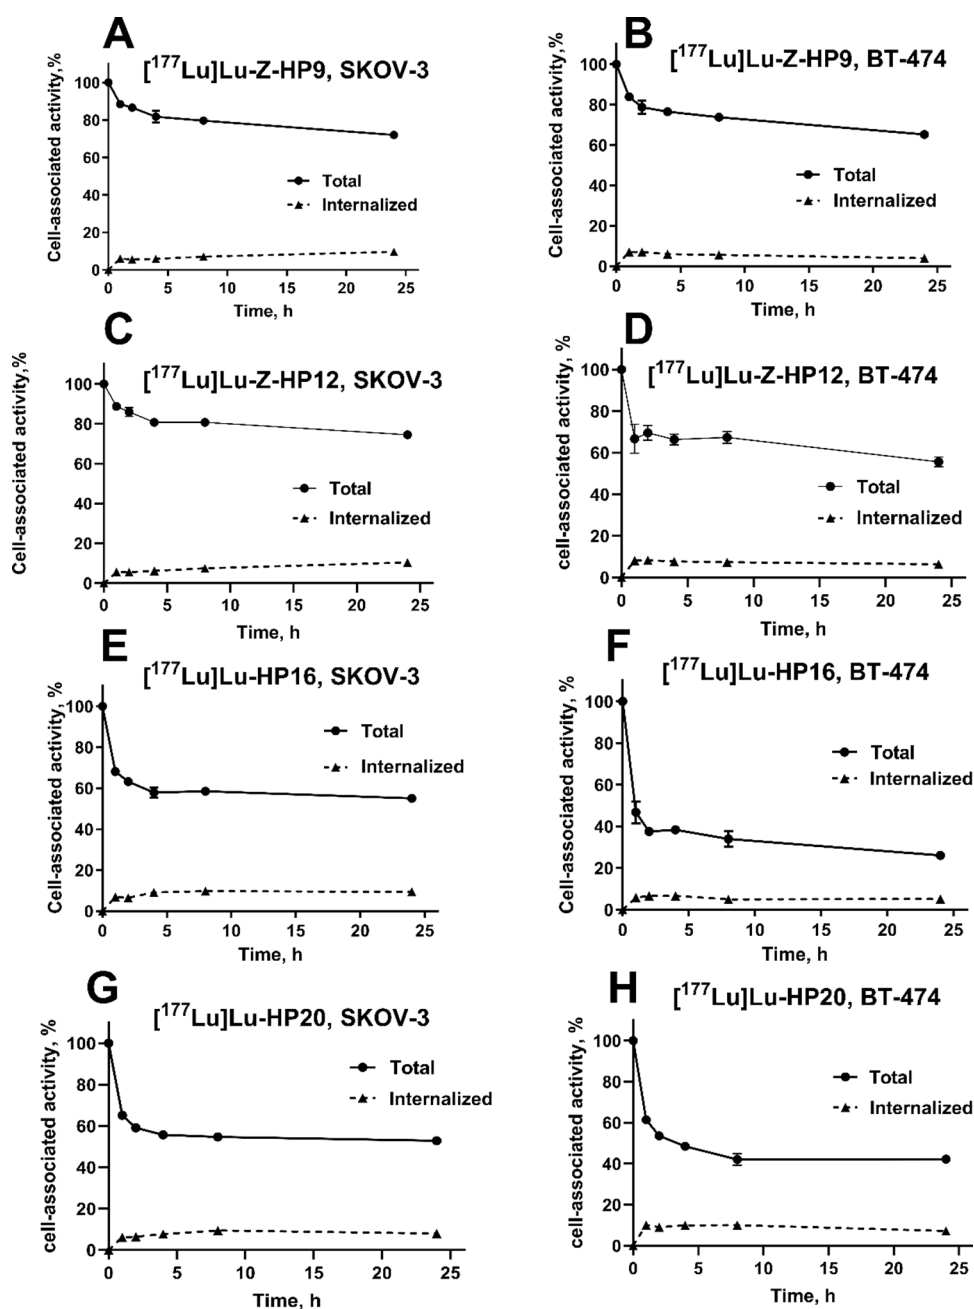 A
[177Lu]Lu-Z-HP9, SKOV-3
Cell-associated activity,%
100
80
60
40
20
0
Total
Internalized
0 5 10 15 20 25
Time, h
B
[177Lu]Lu-Z-HP9, BT-474
Cell-associated activity,%
100
80
60
40
20
0
Total
Internalized
0 5 10 15 20 25
Time, h
C
[177Lu]Lu-Z-HP12, SKOV-3
Cell-associated activity,%
100
80
60
40
20
0
Total
Internalized
0 5 10 15 20 25
Time, h
D
[177Lu]Lu-Z-HP12, BT-474
cell-associated activity, %
100
80
60
40
20
0
Total
Internalized
0 5 10 15 20 25
Time, h
E
[177Lu]Lu-HP16, SKOV-3
Cell-associated activity, %
100
80
60
40
20
0
Total
Internalized
0 5 10 15 20 25
Time, h
F
[177Lu]Lu-HP16, BT-474
Cell-associated activity, %
100
80
60
40
20
0
Total
Internalized
0 5 10 15 20 25
Time, h
G
[177Lu]Lu-HP20, SKOV-3
cell-associated activity, %
100
80
60
40
20
0
Total
Internalized
0 5 10 15 20 25
Time, h
H
[177Lu]Lu-HP20, BT-474
cell-associated activity, %
100
80
60
40
20
0
Total
Internalized
0 5 10 15 20 25
Time, h